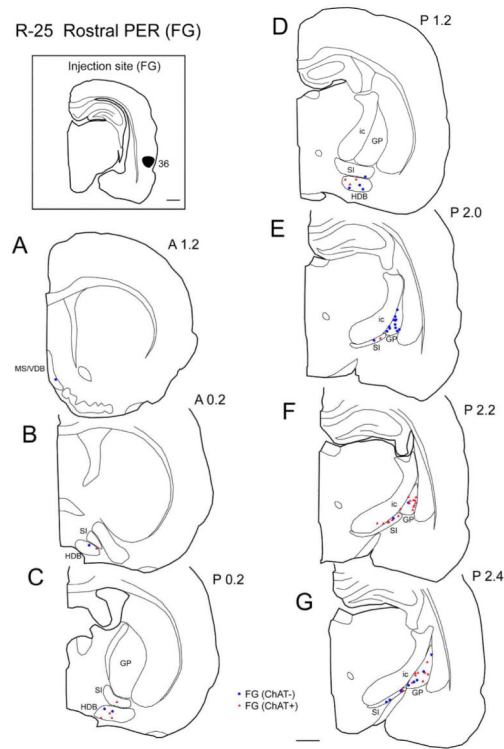 R-25 Rostral PER (FG)
Injection site (FG)
36
A
A 1.2
MS/VDB
B
A 0.2
SI
HDB
C
P 0.2
GP
SI
HDB
D
P 1.2
ic
GP
SI
HDB
E
P 2.0
ic
SI
GP
F
P 2.2
ic
GP
SI
G
P 2.4
ic
GP
SI
FG (ChAT-)
FG (ChAT+)